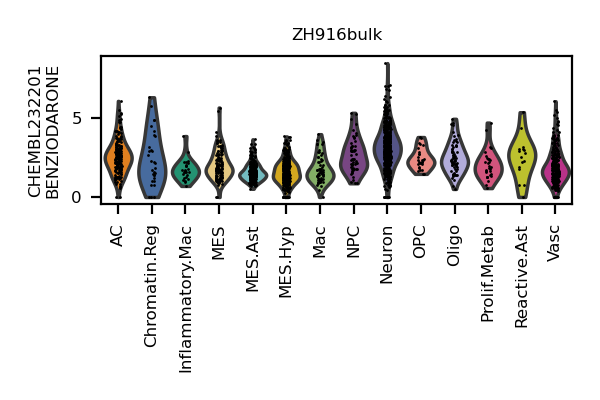 ZH916bulk
CHEMBL232201
BENZIODARONE
5
0
AC
Chromatin.Reg
Inflammatory.Mac
MES
MES.Ast
MES.Hyp
Mac
NPC
Neuron
OPC
Oligo
Prolif.Metab
Reactive.Ast
Vasc